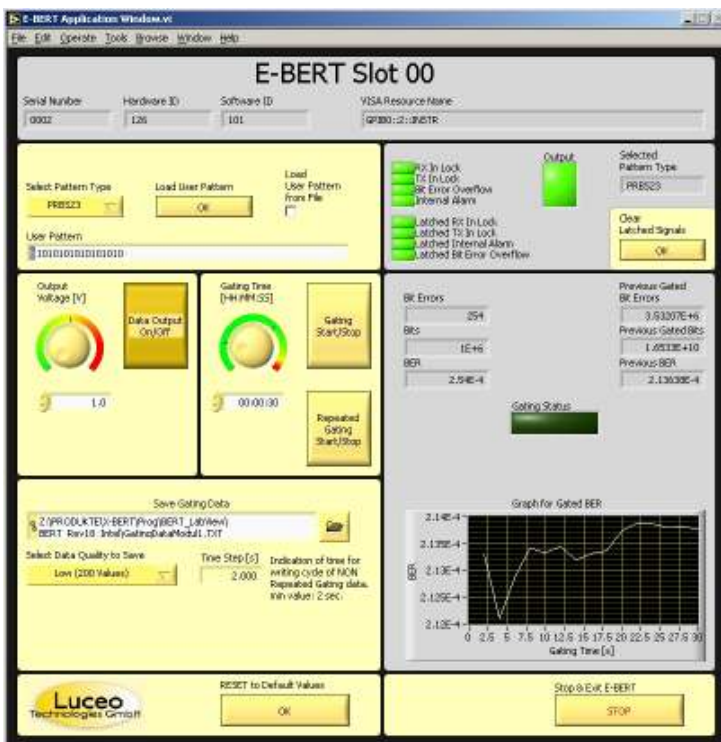 E-BERT Application Window.vi
File Edit Operate Tools Browse Window Help
E-BERT Slot 00
Serial Number Hardware ID Software ID VISA Resource Name
0002 126 101 GPIB0::2::INSTR
Select Pattern Type
PRBS23
Load User Pattern
OK
Load
User Pattern
from File
User Pattern
1010101010101010
RX In Lock
TX In Lock
Bit Error Overflow
Internal Alarm
Latched RX In Lock
Latched TX In Lock
Latched Internal Alarm
Latched Bit Error Overflow
Output
Selected
Pattern Type
PRBS23
Clear
Latched Signals
OK
Output
Voltage [V]
1.0
Data Output
On/Off
Gating Time
[HH:MM:SS]
00:00:30
Gating
Start/Stop
Repeated
Gating
Start/Stop
Bit Errors
254
Bits
1E+6
BER
2.54E-4
Previous Gated
Bit Errors
3.53207E+6
Previous Gated Bits
1.6533E+10
Previous BER
2.13638E-4
Gating Status
Save Gating Data
Z:\PRODUKTE\X-BERT\Prog\BERT_LabView\
BERT Rev18 Intel\GatingDataModul1.TXT
Select Data Quality to Save
Low (200 Values)
Time Step [s]
2.000
Indication of time for
writing cycle of NON
Repeated Gating data,
min value: 2 sec.
Graph for Gated BER
BER
2.14E-4
2.135E-4
2.13E-4
2.125E-4
2.12E-4
0 2.5 5 7.5 10 12.5 15 17.5 20 22.5 25 27.5 30
Gating Time [s]
Luceo
Technologies GmbH
RESET to Default Values
OK
Stop & Exit E-BERT
STOP